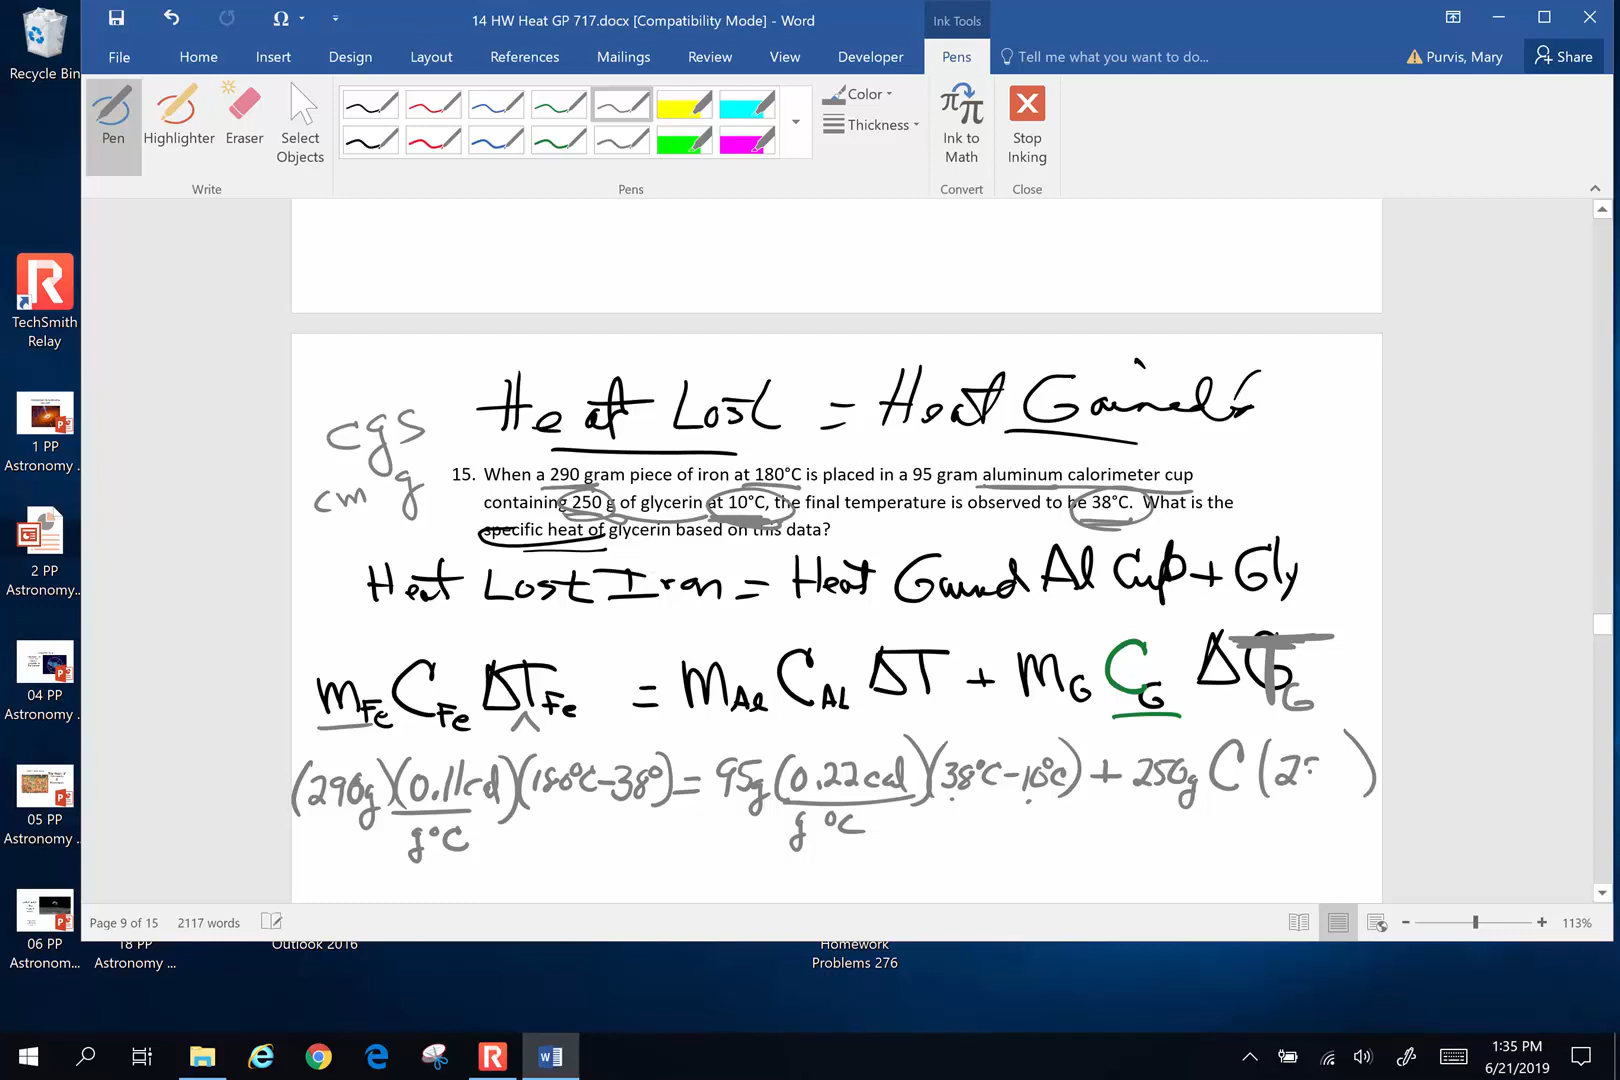 14 HW Heat GP 717.docx [Compatibility Mode] - Word
Ink Tools
File Home Insert Design Layout References Mailings Review View Developer Pens Tell me what you want to do... Purvis, Mary Share
Pen Highlighter Eraser Select Objects
Color
Thickness
Ink to Math
Stop Inking
Write Pens Convert Close
Recycle Bin
TechSmith Relay
1 PP Astronomy .
2 PP Astronomy..
04 PP Astronomy .
05 PP Astronomy .
06 PP Astronom...
18 PP Astronomy ...
Outlook 2016
Homework Problems 276
Heat Lost = Heat Gained
cgs
cm g
15. When a 290 gram piece of iron at 180°C is placed in a 95 gram aluminum calorimeter cup
containing 250 g of glycerin at 10°C, the final temperature is observed to be 38°C. What is the
specific heat of glycerin based on this data?
Heat Lost Iron = Heat Gaind Al Cup + Gly
mFe CFe ΔTFe = mAl CAL ΔT + mG CG ΔTG
(290g)(0.11cal/g°C)(180°C-38°) = 95g(0.22cal/g°C)(38°C-10°C) + 250g C (28 )
Page 9 of 15 2117 words 113%
1:35 PM
6/21/2019